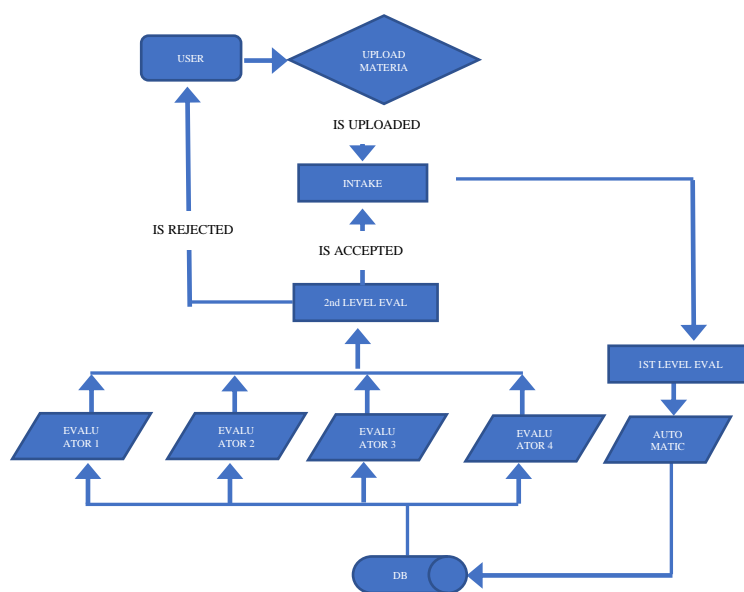 USER
UPLOAD
MATERIA
IS UPLOADED
INTAKE
IS REJECTED
IS ACCEPTED
2nd LEVEL EVAL
1ST LEVEL EVAL
EVALU
ATOR 1
EVALU
ATOR 2
EVALU
ATOR 3
EVALU
ATOR 4
AUTO
MATIC
DB